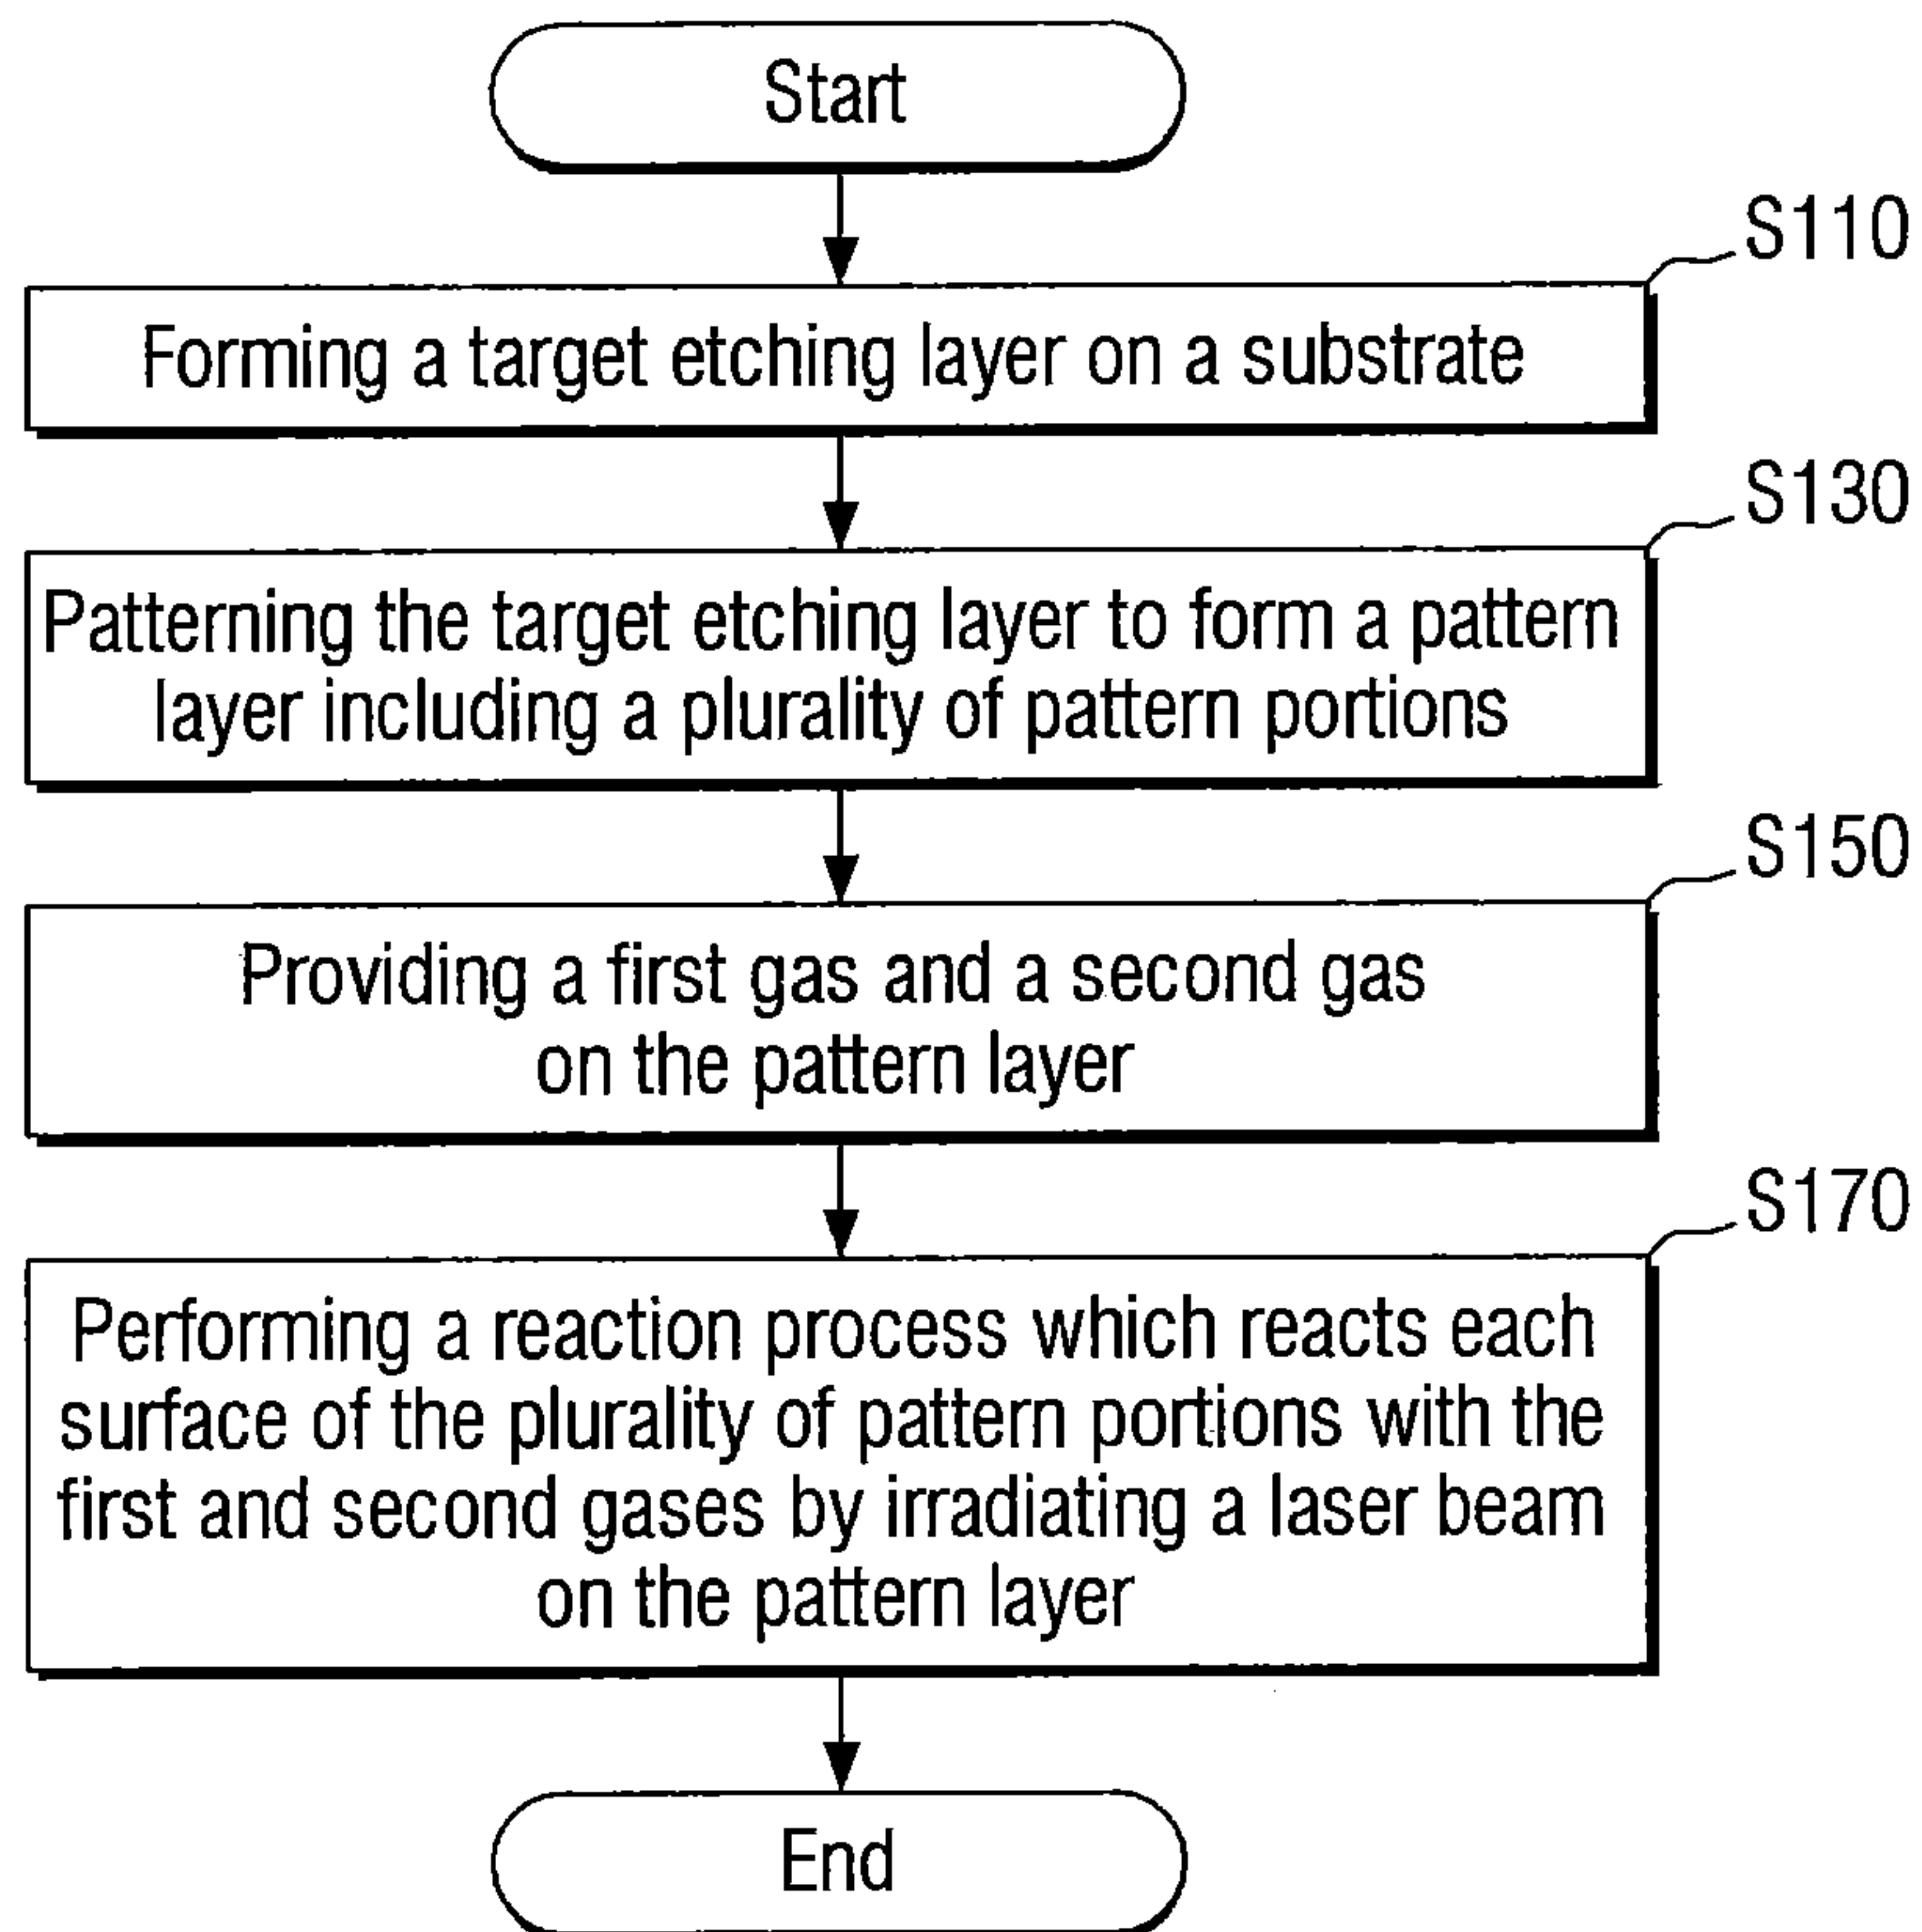 Start
S110
Forming a target etching layer on a substrate
S130
Patterning the target etching layer to form a pattern
layer including a plurality of pattern portions
S150
Providing a first gas and a second gas
on the pattern layer
S170
Performing a reaction process which reacts each
surface of the plurality of pattern portions with the
first and second gases by irradiating a laser beam
on the pattern layer
End